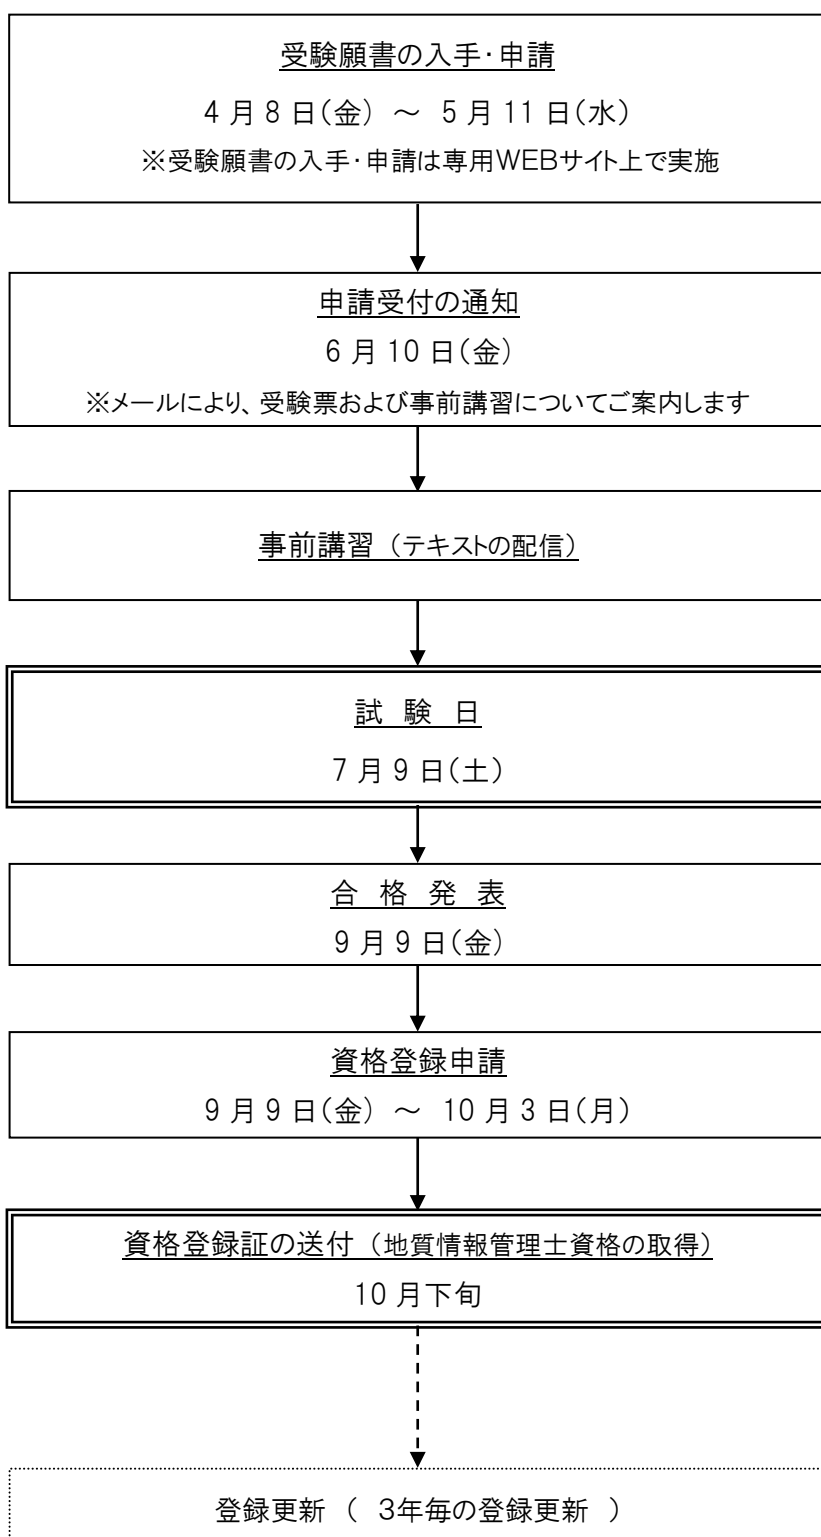 受験願書の入手・申請
4月8日(金) ～ 5月11日(水)
※受験願書の入手・申請は専用WEBサイト上で実施
申請受付の通知
6月10日(金)
※メールにより、受験票および事前講習についてご案内します
事前講習 (テキストの配信)
試 験 日
7月9日(土)
合 格 発 表
9月9日(金)
資格登録申請
9月9日(金) ～ 10月3日(月)
資格登録証の送付 (地質情報管理士資格の取得)
10月下旬
登録更新 ( 3年毎の登録更新 )